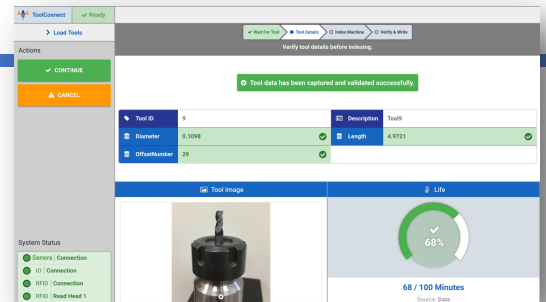 ToolConnect
Ready
Load Tools
Actions
CONTINUE
CANCEL
Wait For Tool
Tool Details
Index Machine
Verify & Write
Verify tool details before indexing.
Tool data has been captured and validated successfully.
Tool ID 9
Description Tool9
Diameter 0.1098
Length 4.9721
OffsetNumber 29
Tool Image
Life
68%
68 / 100 Minutes
Source: Data
System Status
Siemera | Connection
IO | Connection
RFID | Connection
RFID | Read Head 1